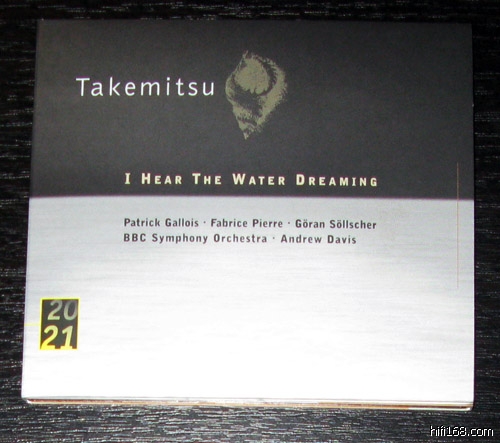 Takemitsu
I HEAR THE WATER DREAMING
Patrick Gallois · Fabrice Pierre · Göran Söllscher
BBC Symphony Orchestra · Andrew Davis
20
21
hifi168.com